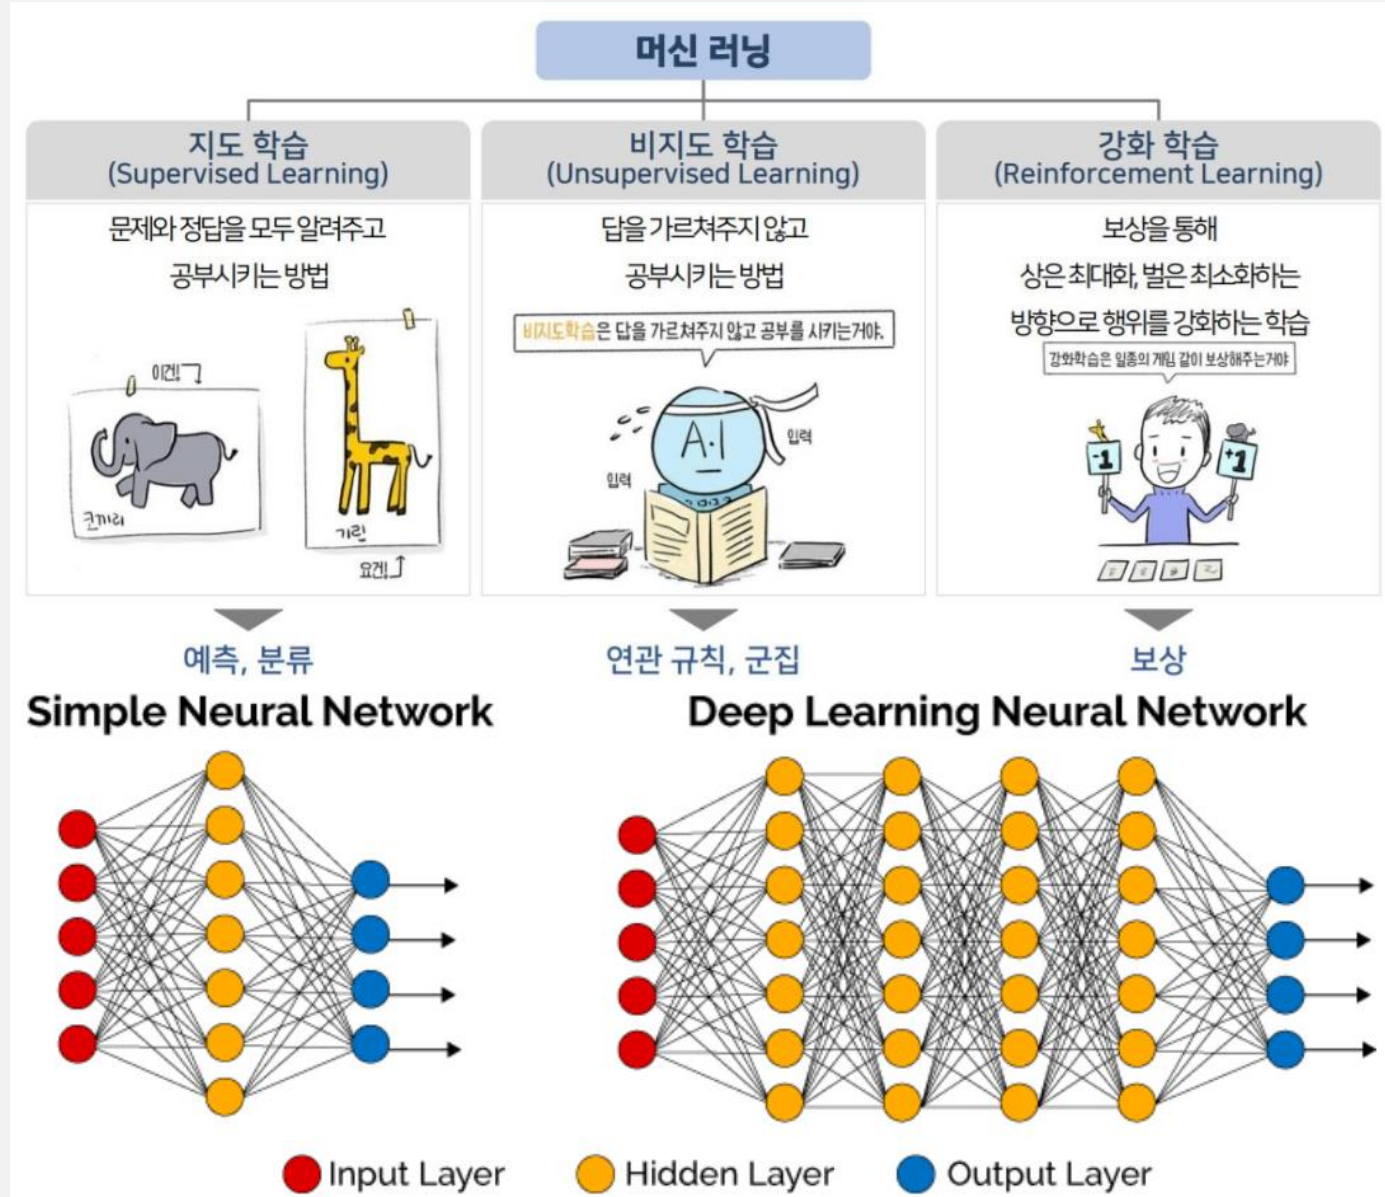 머신 러닝
지도 학습
(Supervised Learning)
문제와 정답을 모두 알려주고
공부시키는 방법
이건!
코끼리
기린
요건!
예측, 분류
비지도 학습
(Unsupervised Learning)
답을 가르쳐주지 않고
공부시키는 방법
비지도학습은 답을 가르쳐주지 않고 공부를 시키는거야.
A.I
입력
입력
연관 규칙, 군집
강화 학습
(Reinforcement Learning)
보상을 통해
상은 최대화, 벌은 최소화하는
방향으로 행위를 강화하는 학습
강화학습은 일종의 게임 같이 보상해주는거야
-1
+1
보상
Simple Neural Network
Deep Learning Neural Network
Input Layer
Hidden Layer
Output Layer